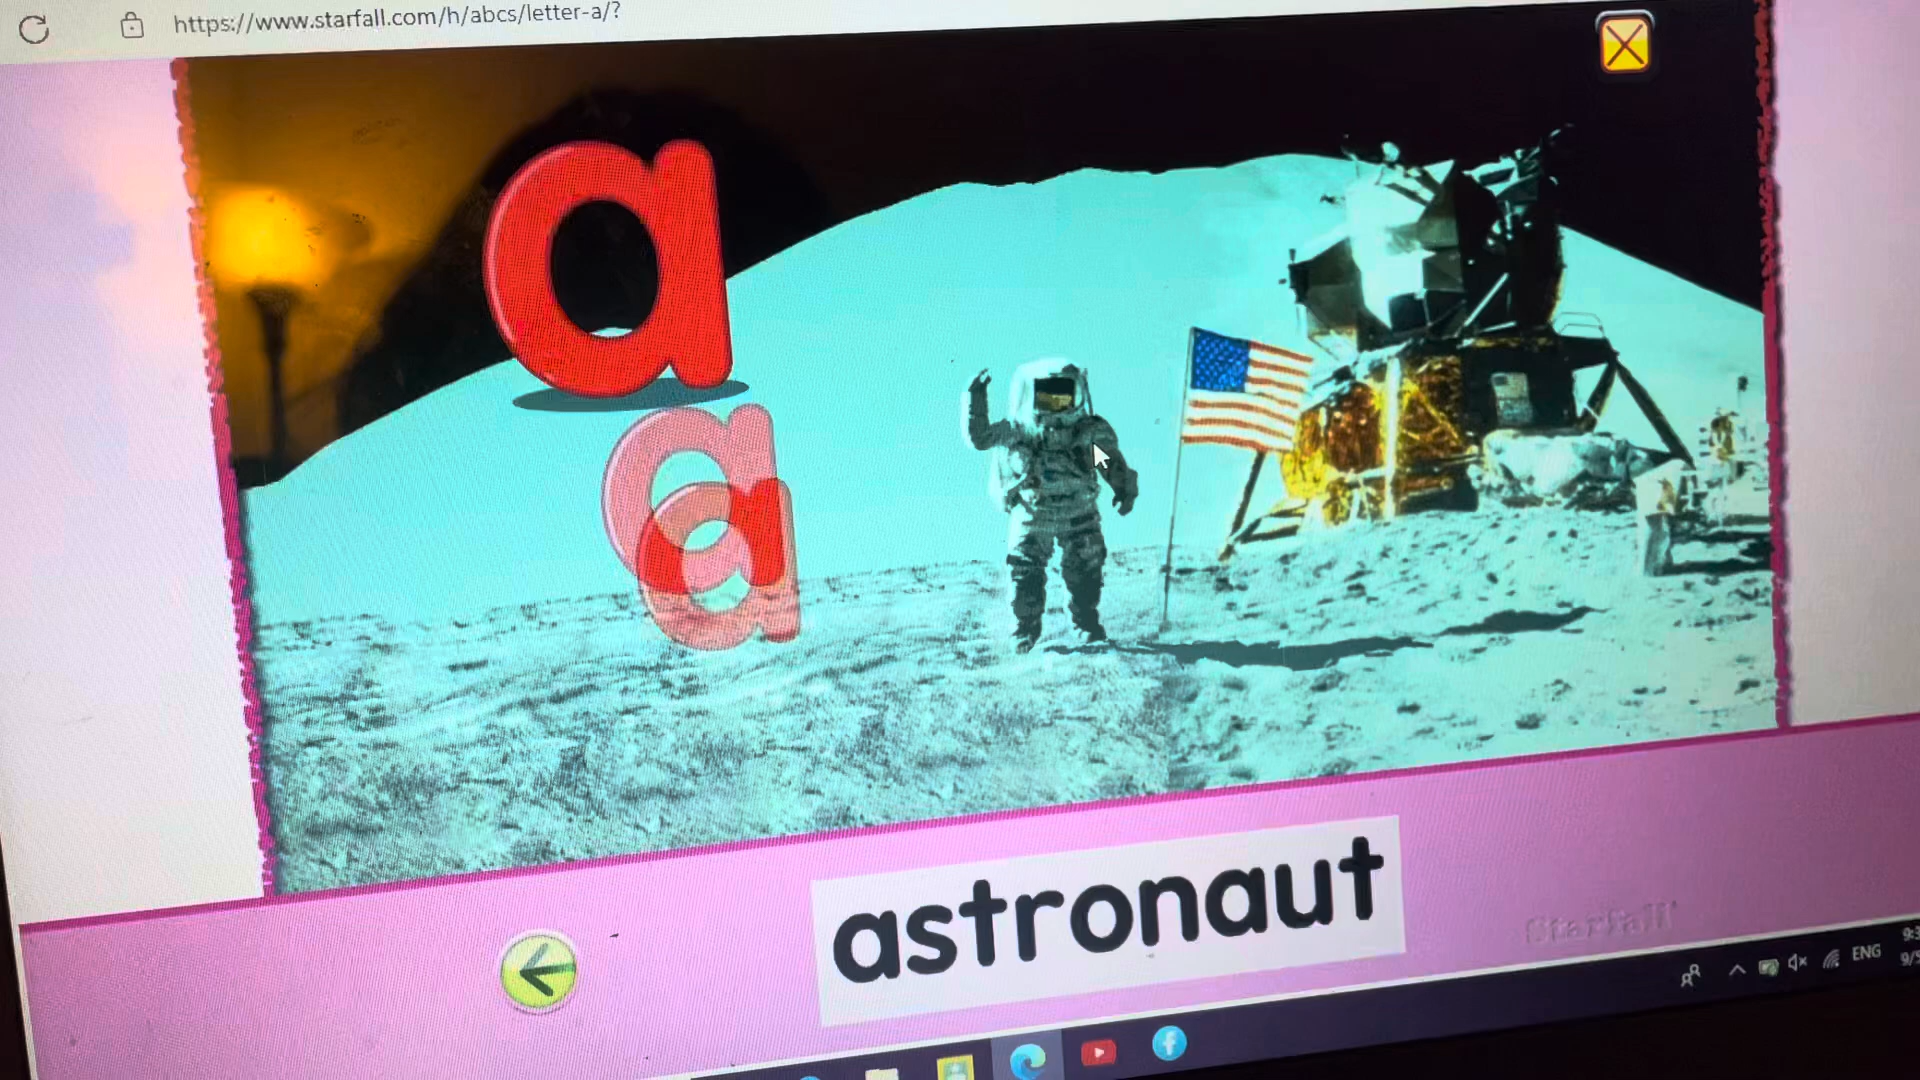 https://www.starfall.com/h/abcs/letter-a/?
a
a
a
astronaut
Starfall
ENG